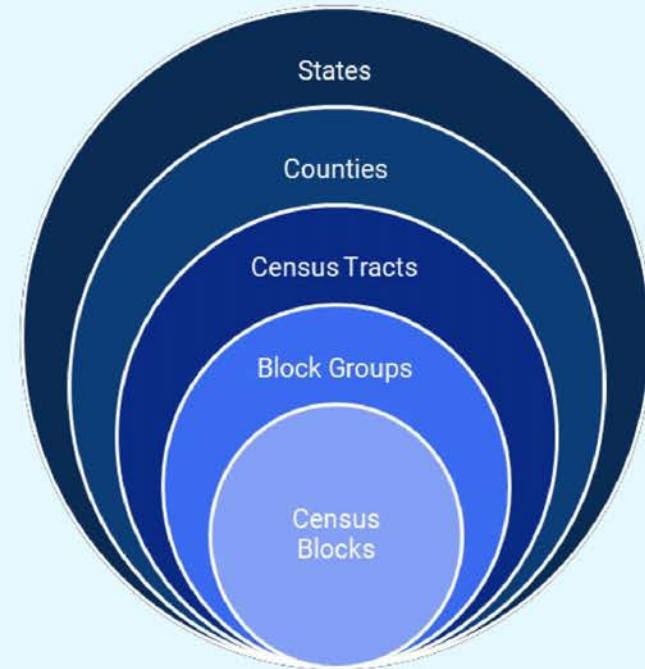 States
Counties
Census Tracts
Block Groups
Census
Blocks